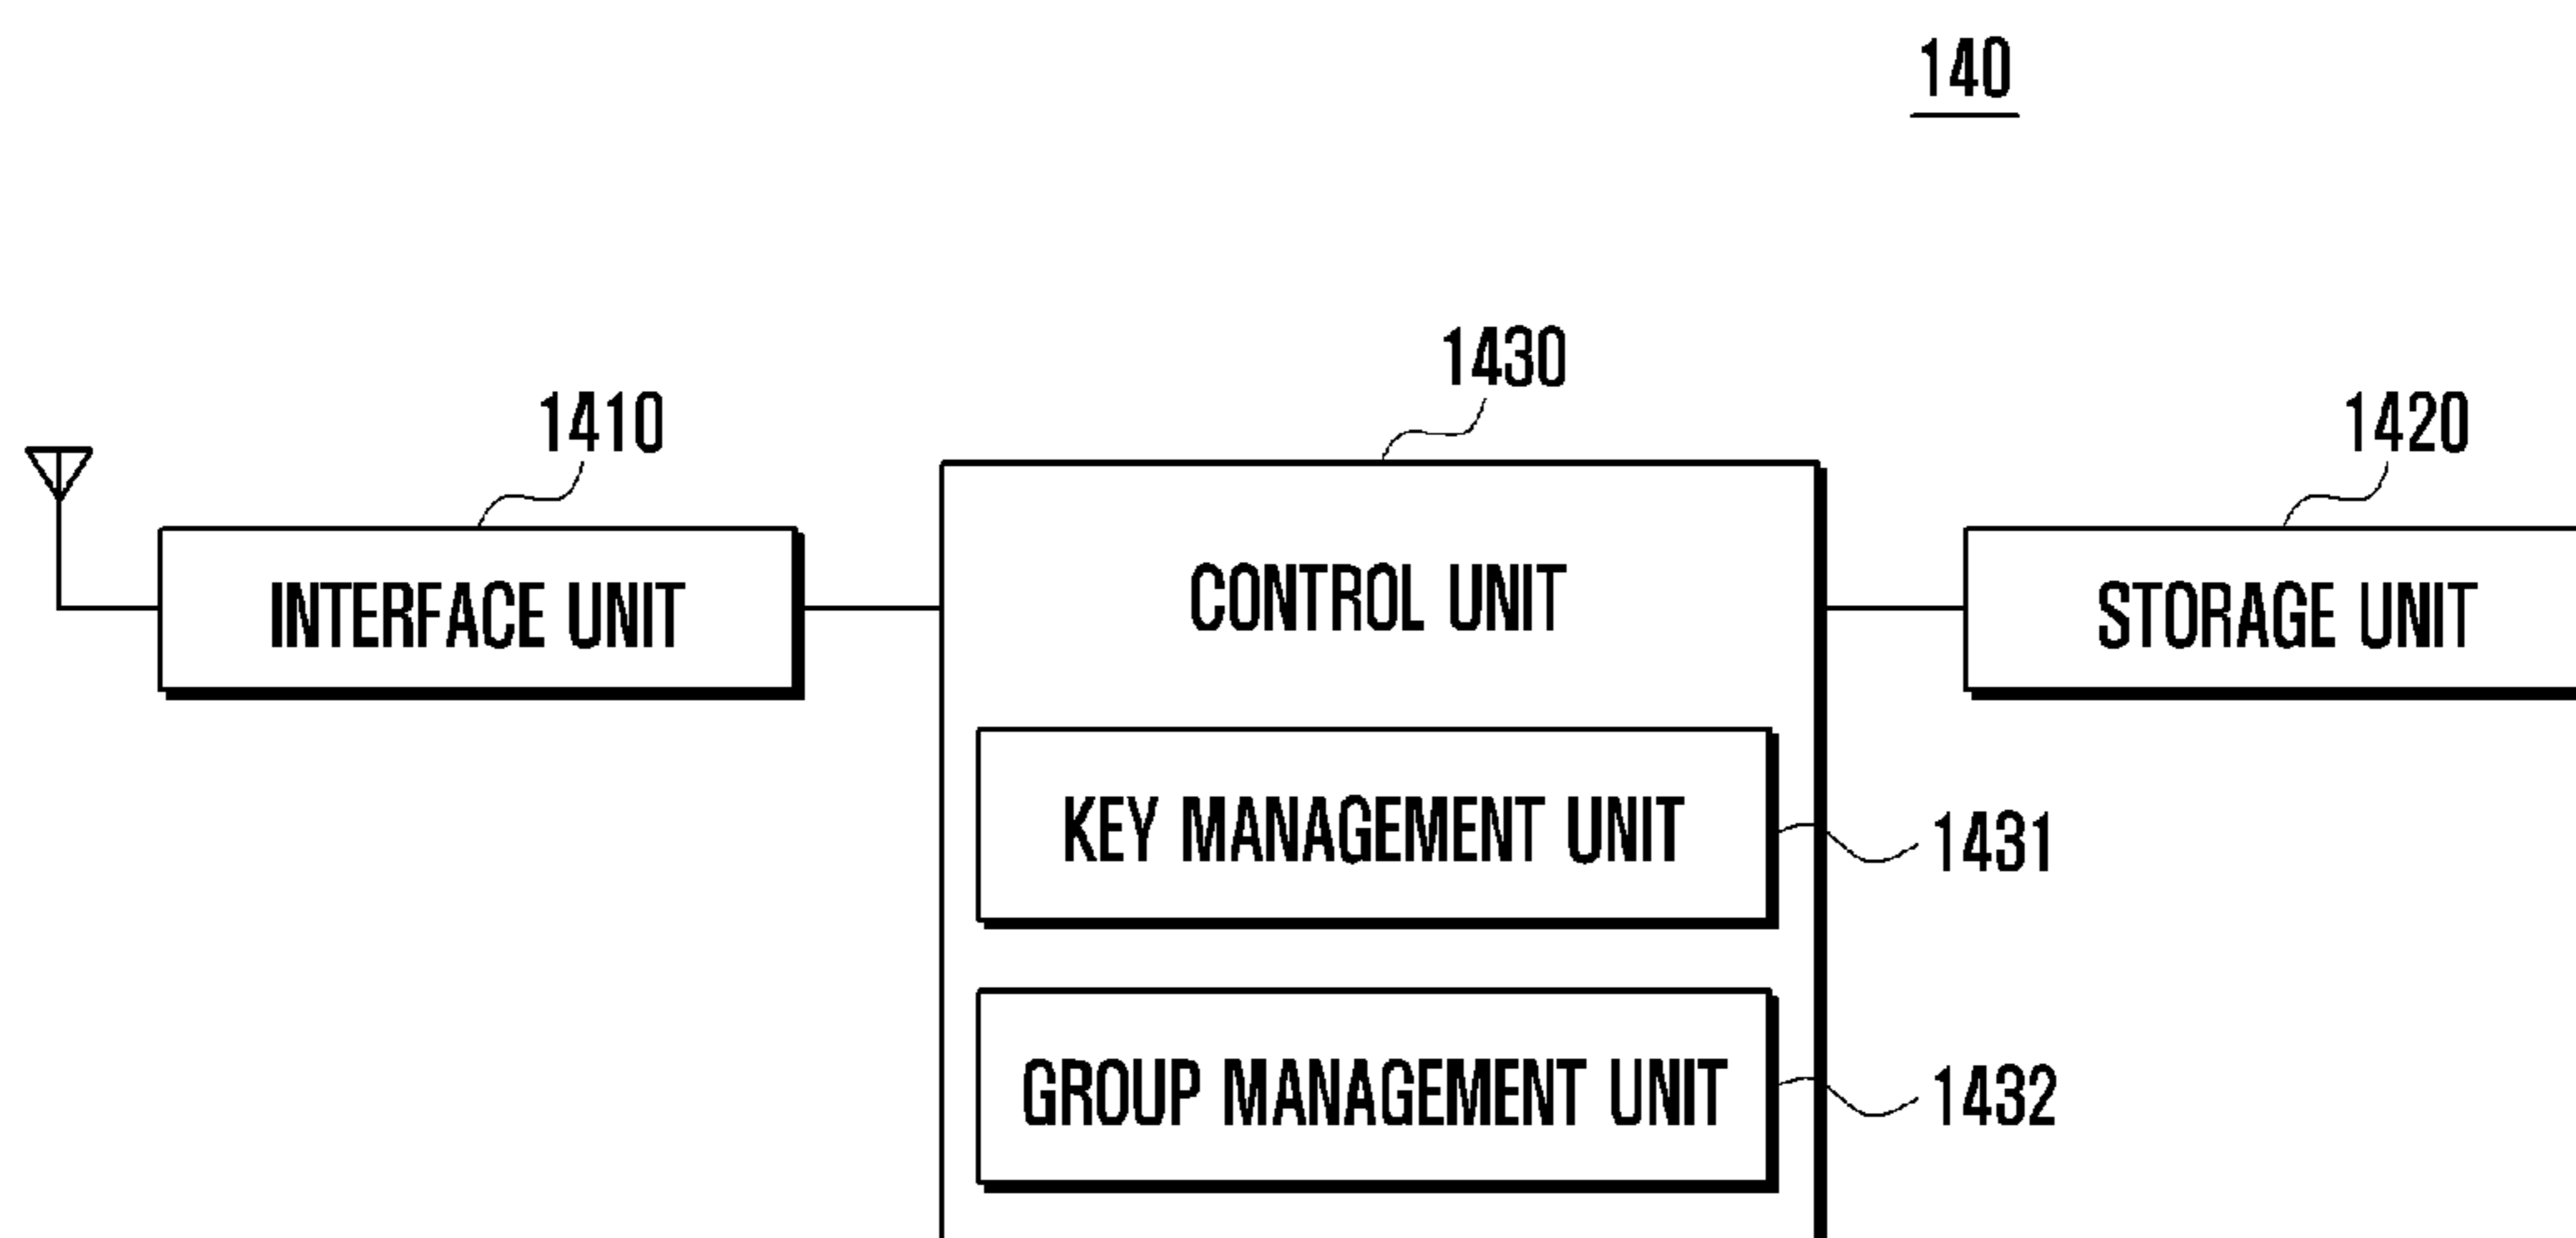 140
1430
1410
1420
INTERFACE UNIT
CONTROL UNIT
STORAGE UNIT
KEY MANAGEMENT UNIT
1431
GROUP MANAGEMENT UNIT
1432